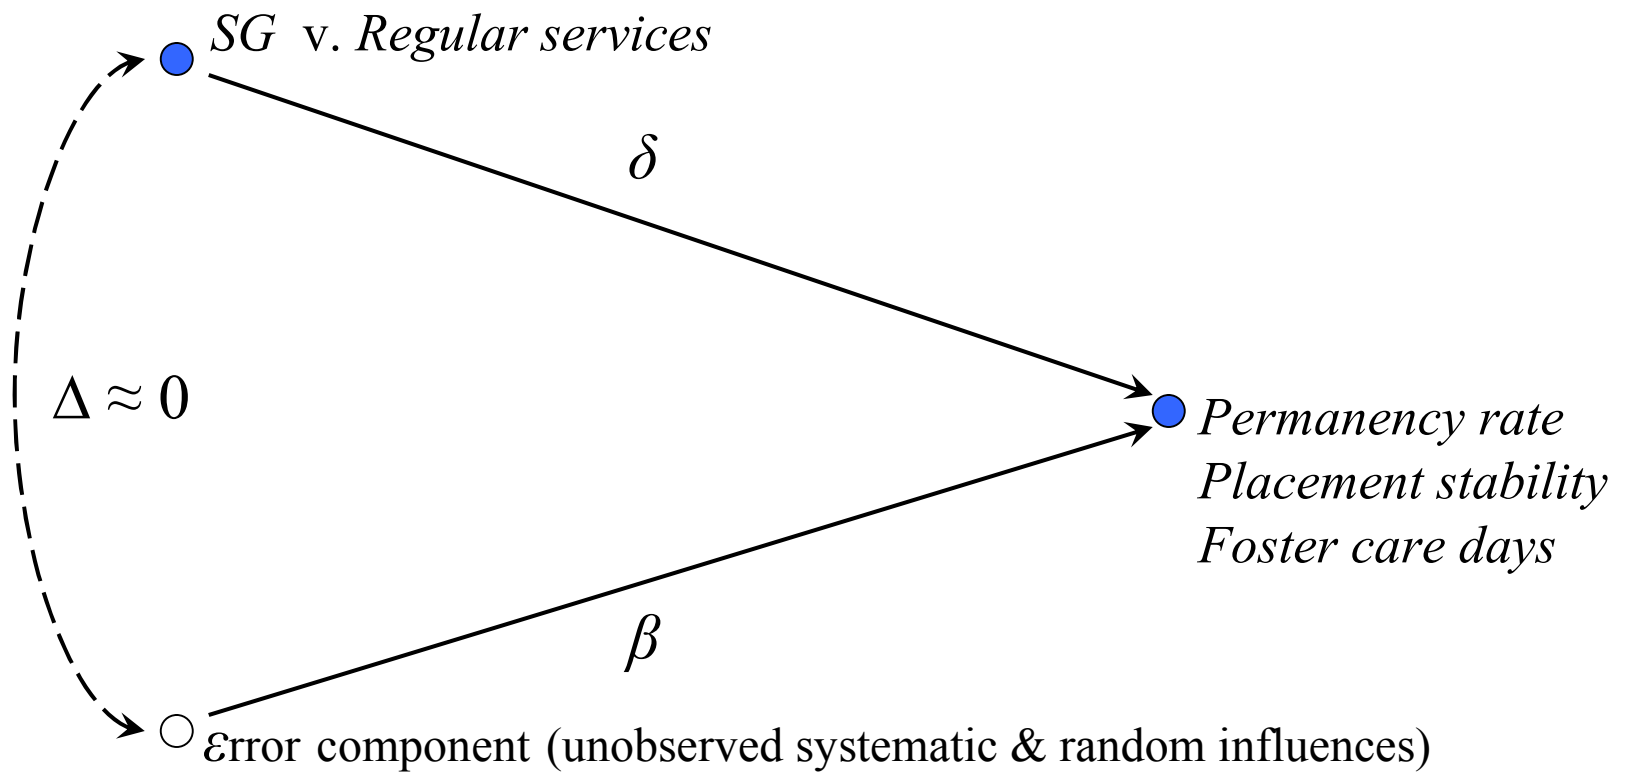 SG v. Regular services
δ
Δ ≈ 0
Permanency rate
Placement stability
Foster care days
β
εrror component (unobserved systematic & random influences)